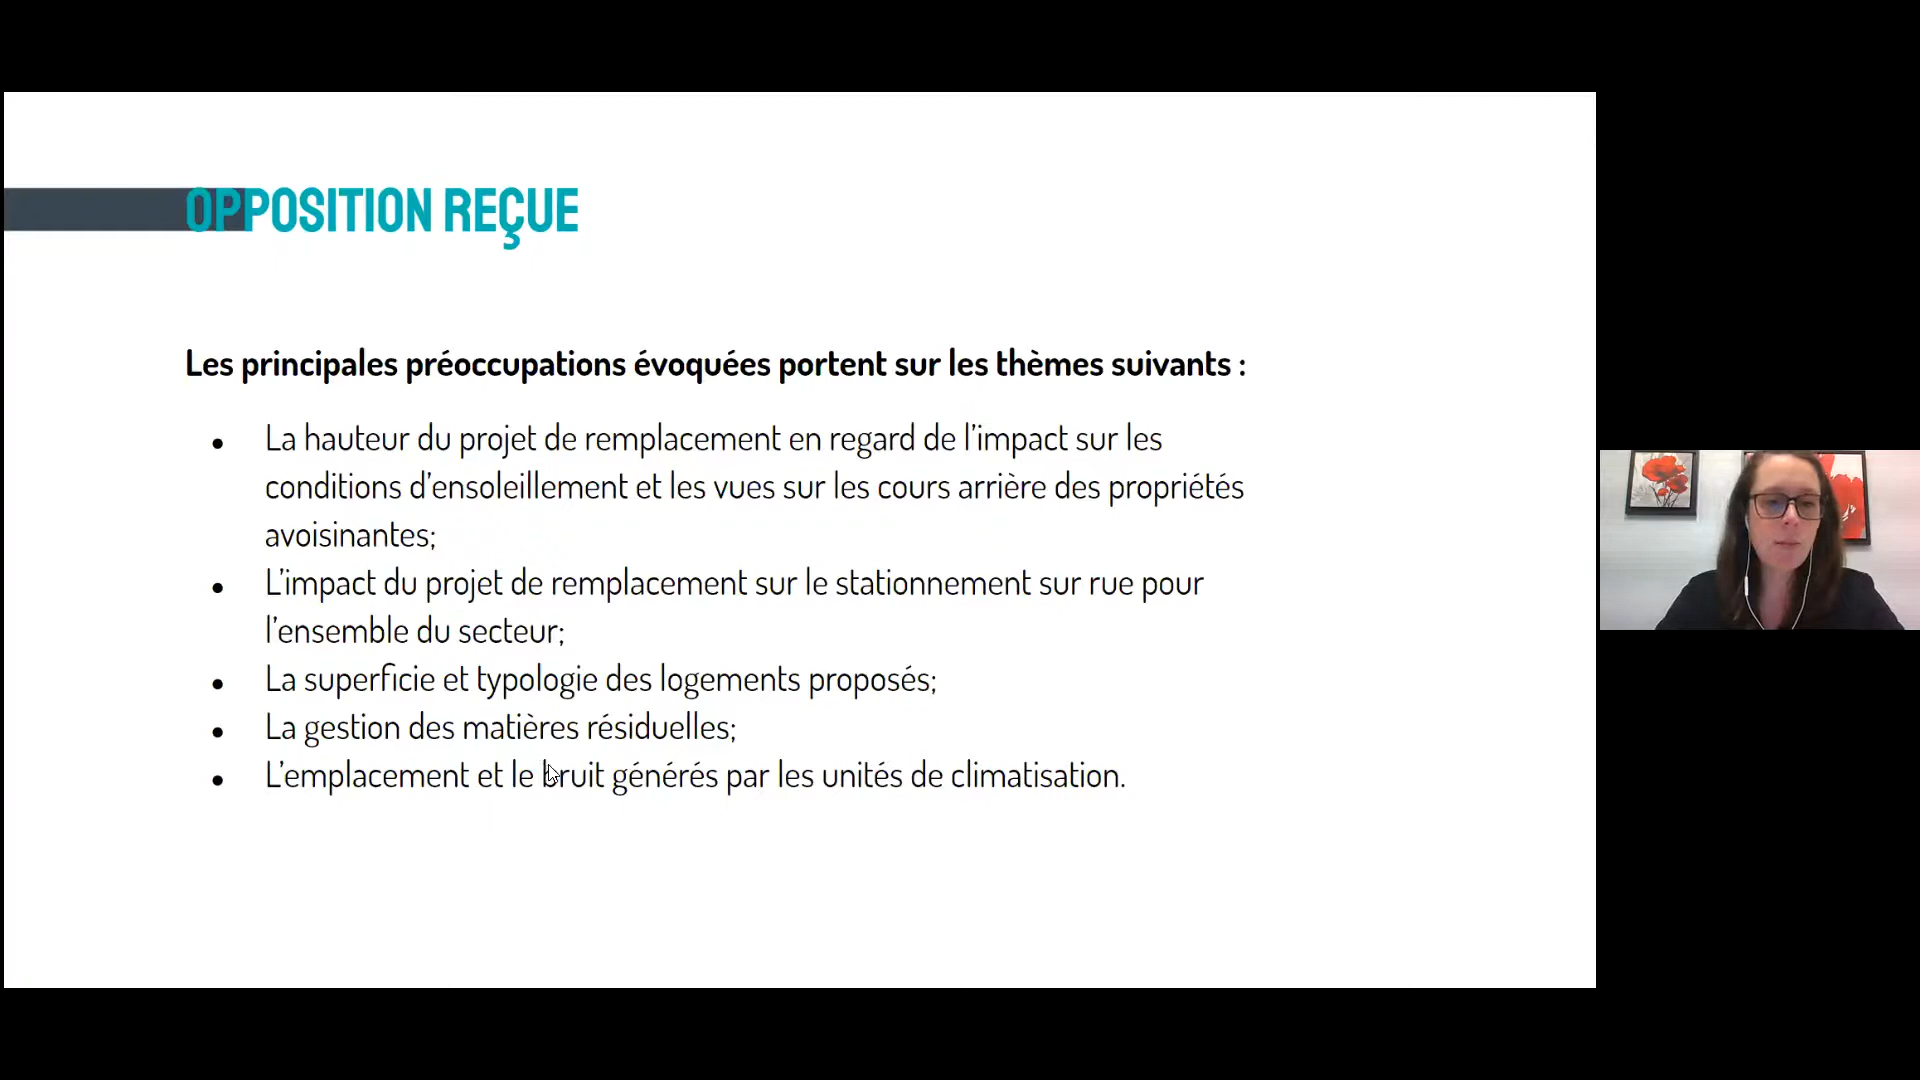 OPPOSITION REÇUE
Les principales préoccupations évoquées portent sur les thèmes suivants :
● La hauteur du projet de remplacement en regard de l’impact sur les
conditions d’ensoleillement et les vues sur les cours arrière des propriétés
avoisinantes;
● L’impact du projet de remplacement sur le stationnement sur rue pour
l’ensemble du secteur;
● La superficie et typologie des logements proposés;
● La gestion des matières résiduelles;
● L’emplacement et le bruit générés par les unités de climatisation.